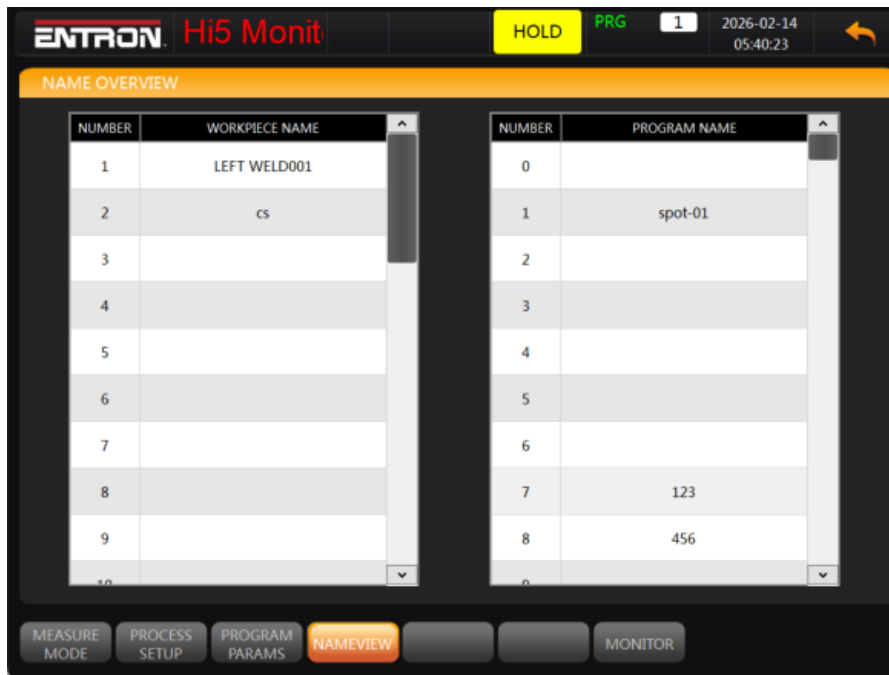 ENTRON. Hi5 Monit HOLD PRG 1 2026-02-14
05:40:23
NAME OVERVIEW
NUMBER WORKPIECE NAME NUMBER PROGRAM NAME
1 LEFT WELD001 0
2 cs 1 spot-01
3 2
4 3
5 4
6 5
7 6
8 7 123
9 8 456
MEASURE MODE PROCESS SETUP PROGRAM PARAMS NAMEVIEW MONITOR